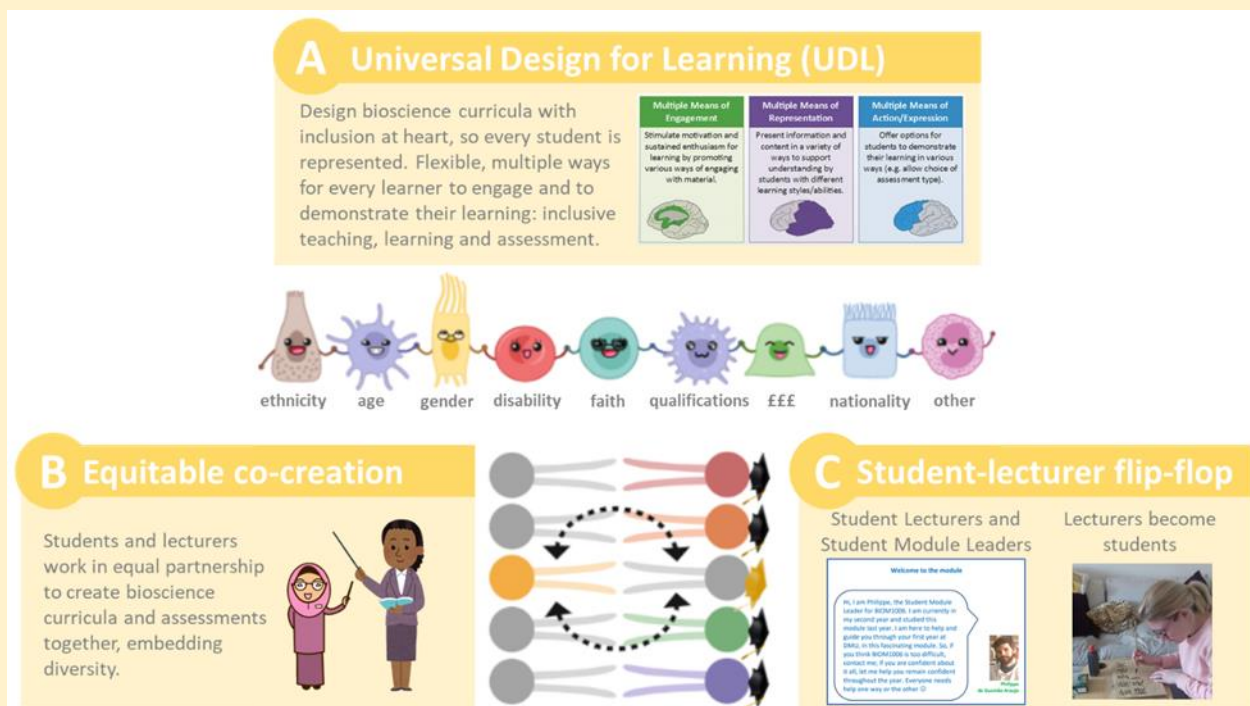 A Universal Design for Learning (UDL)
Design bioscience curricula with
inclusion at heart, so every student is
represented. Flexible, multiple ways
for every learner to engage and to
demonstrate their learning: inclusive
teaching, learning and assessment.
Multiple Means of
Engagement
Stimulate motivation and
sustained enthusiasm for
learning by promoting
various ways of engaging
with material.
Multiple Means of
Representation
Present information and
content in a variety of
ways to support
understanding by
students with different
learning styles/abilities.
Multiple Means of
Action/Expression
Offer options for
students to demonstrate
their learning in various
ways (e.g. allow choice of
assessment type).
ethnicity age gender disability faith qualifications £££ nationality other
B Equitable co-creation
Students and lecturers
work in equal partnership
to create bioscience
curricula and assessments
together, embedding
diversity.
C Student-lecturer flip-flop
Student Lecturers and
Student Module Leaders
Welcome to the module
Hi, I am Philippe, the Student Module
Leader for BIOM1006. I am currently in
my second year and studied this
module last year. I am here to help and
guide you through your first year at
DMU, in this fascinating module. So, if
you think BIOM1006 is too difficult,
contact me; if you are confident about
it all, let me help you remain confident
throughout the year. Everyone needs
help one way or the other ☺
Philippe
Lecturers become
students